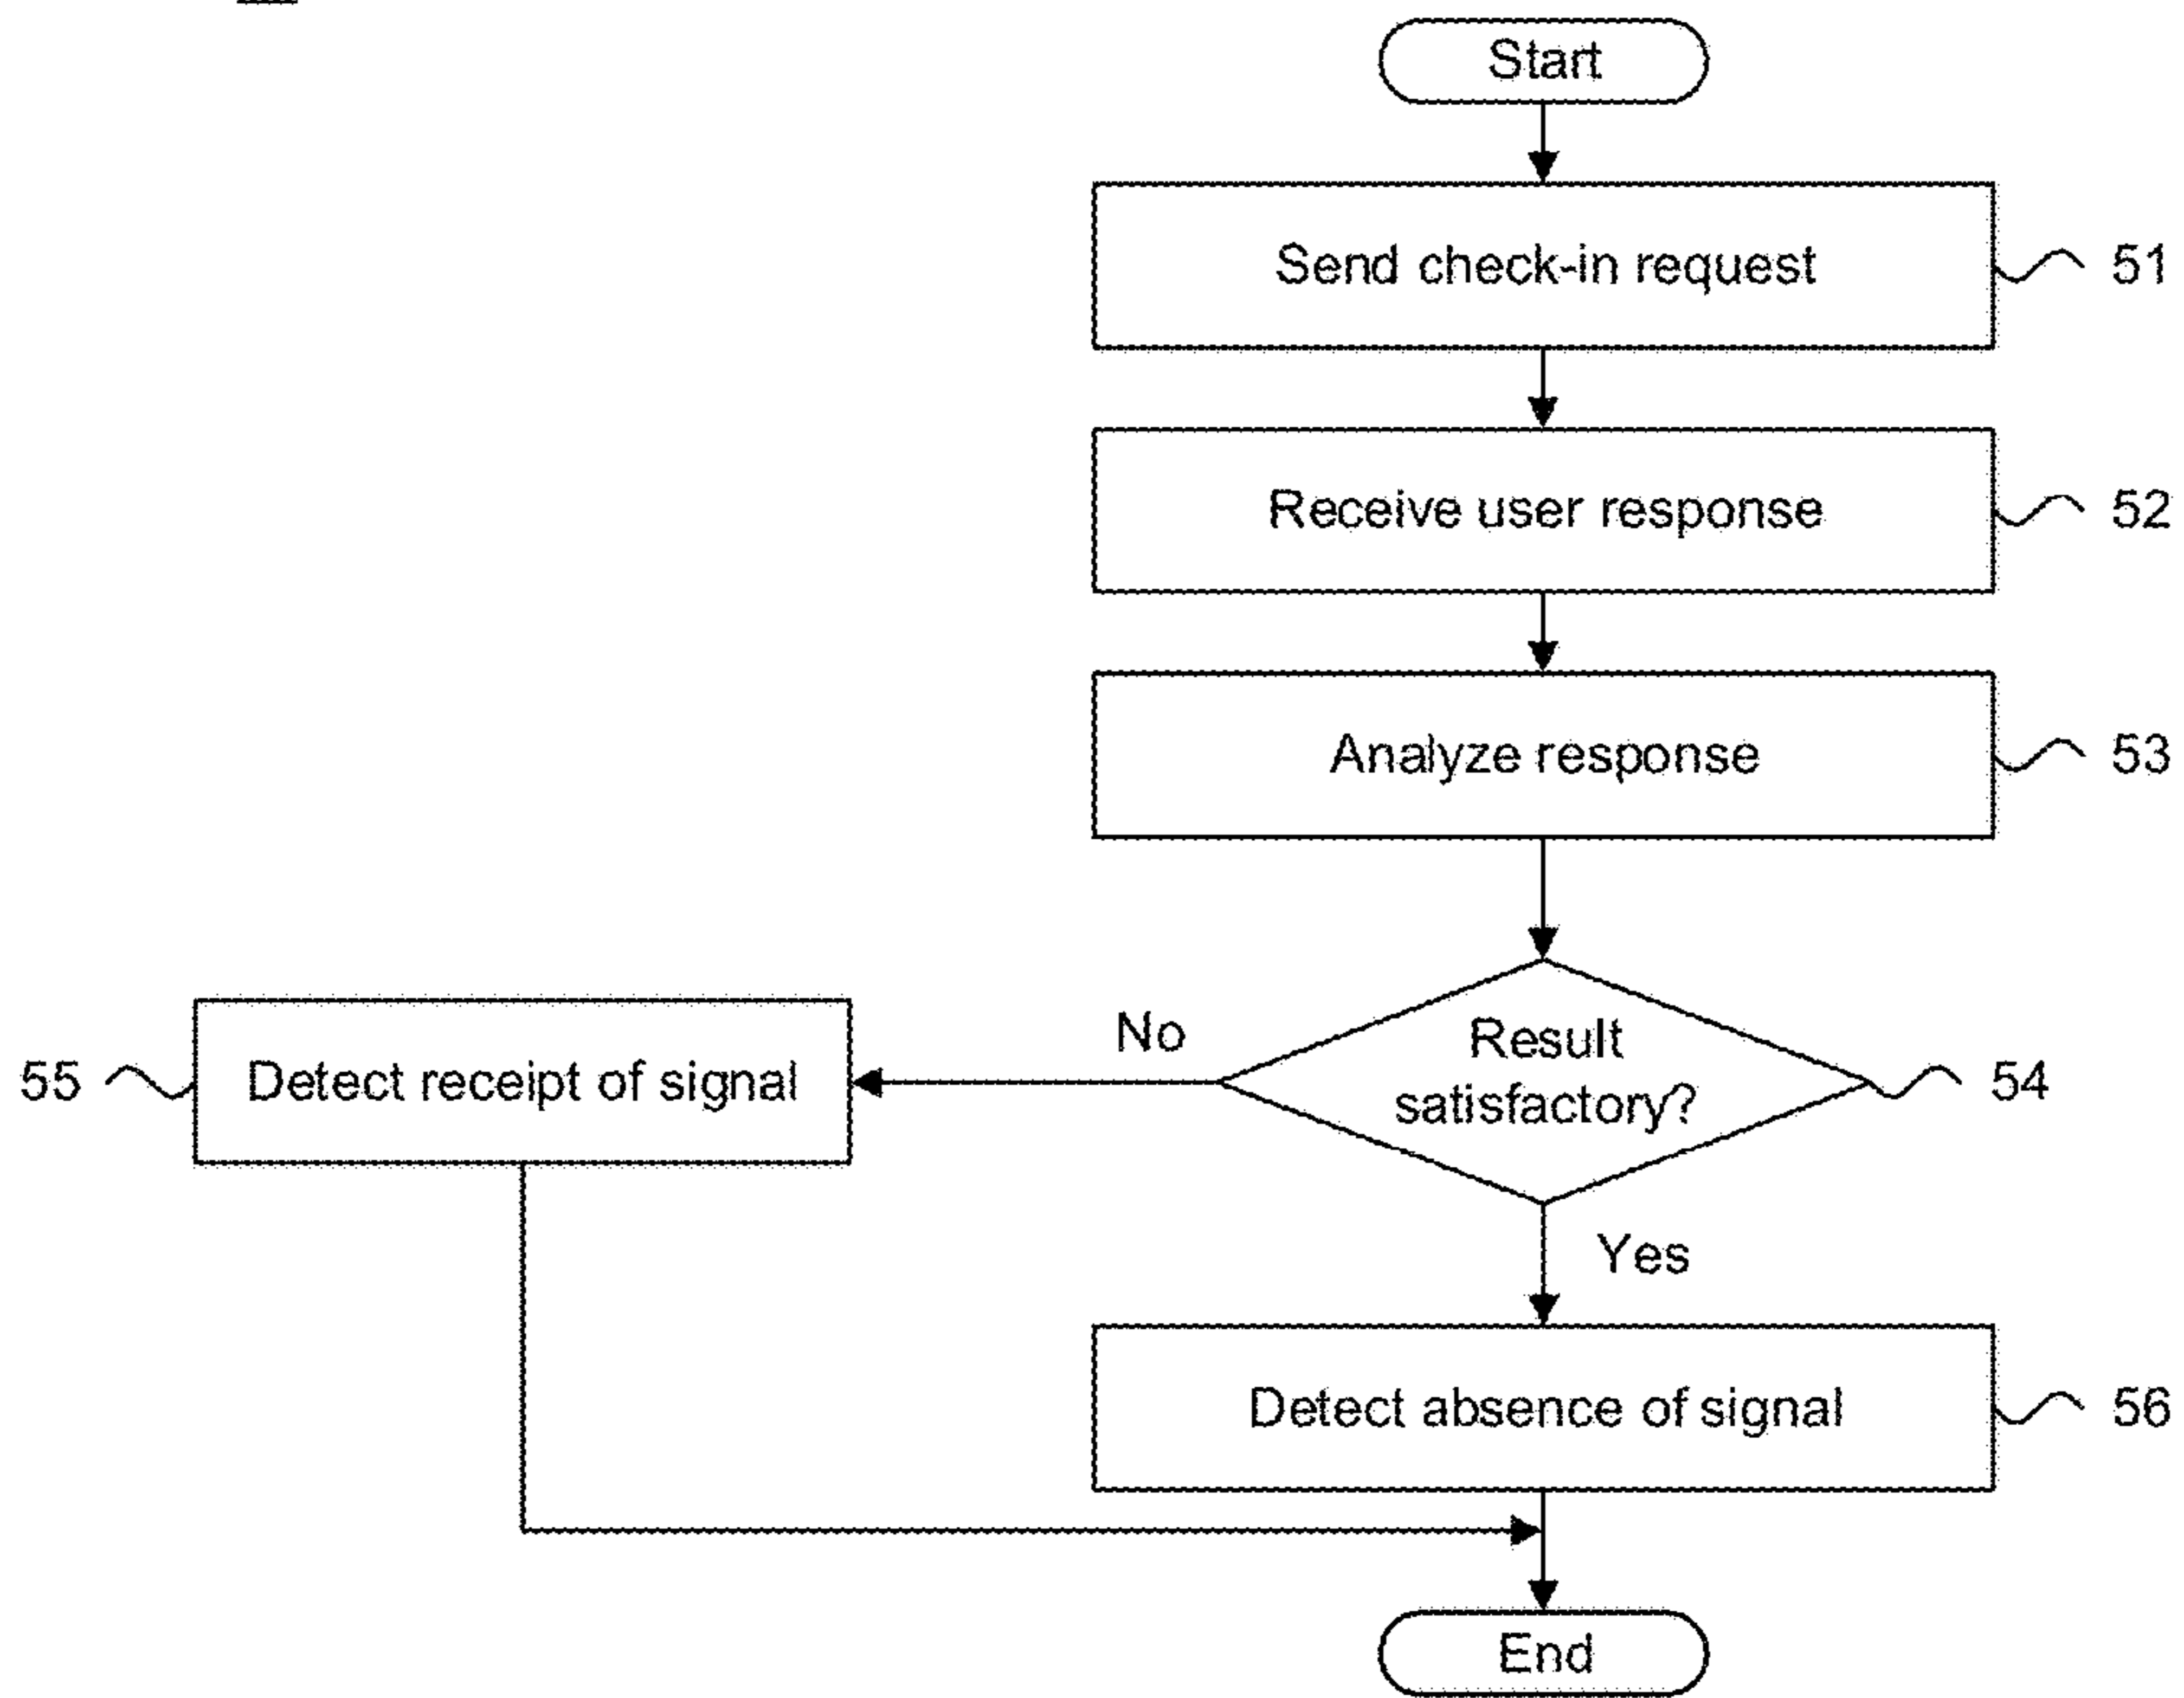 Start
Send check-in request
51
Receive user response
52
Analyze response
53
Result
satisfactory?
54
No
55
Detect receipt of signal
Yes
Detect absence of signal
56
End